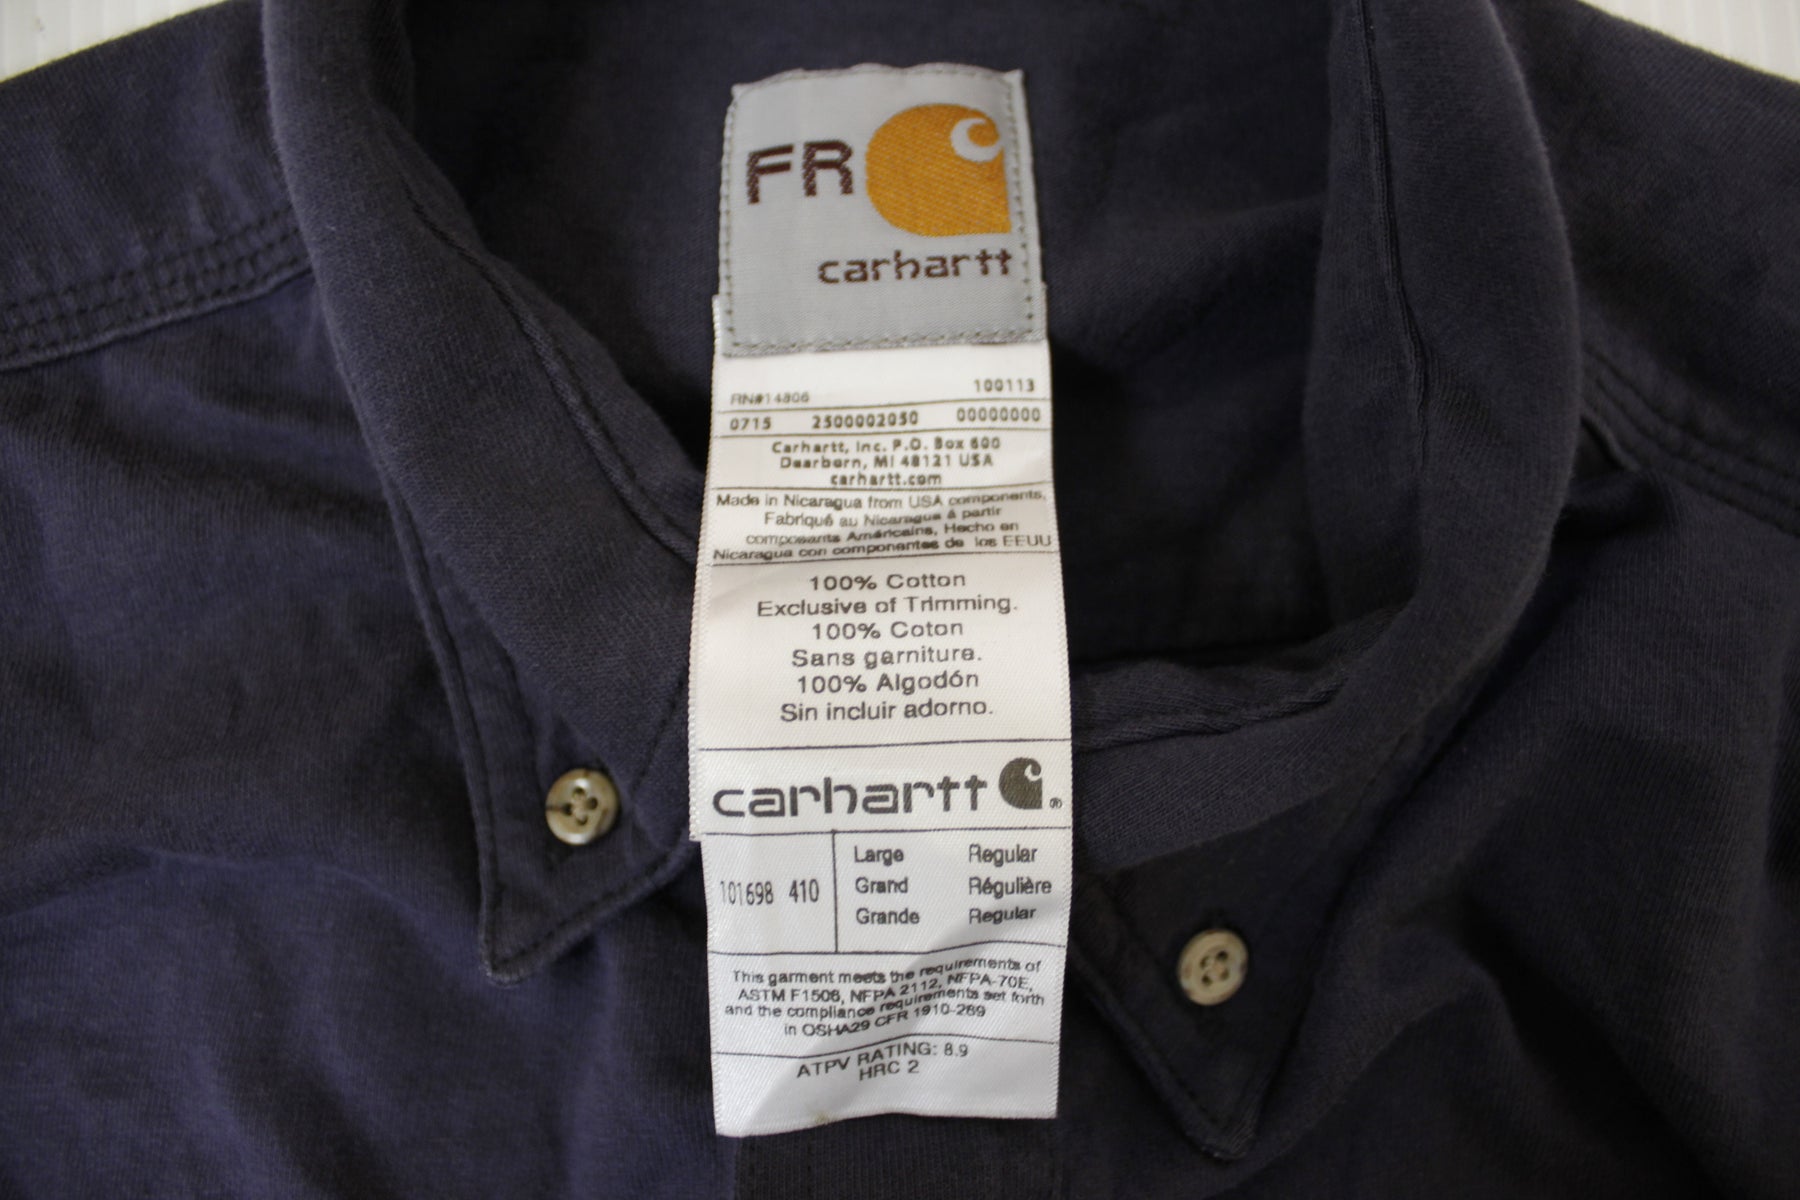 FR
carhartt
RN#14806 100113
0715 2500002050 00000000
Carhartt, Inc. P.O. Box 600
Dearborn, MI 48121 USA
carhartt.com
Made in Nicaragua from USA components,
Fabriqué au Nicaragua á partir
composants Américains, Hecho en
Nicaragua con componentes de los EEUU
100% Cotton
Exclusive of Trimming.
100% Coton
Sans garniture.
100% Algodón
Sin incluir adorno.
carhartt ®
101698 410
Large Regular
Grand Régulière
Grande Regular
This garment meets the requirements of
ASTM F1506, NFPA 2112, NFPA-70E,
and the compliance requirements set forth
in OSHA29 CFR 1910-269
ATPV RATING: 8.9
HRC 2